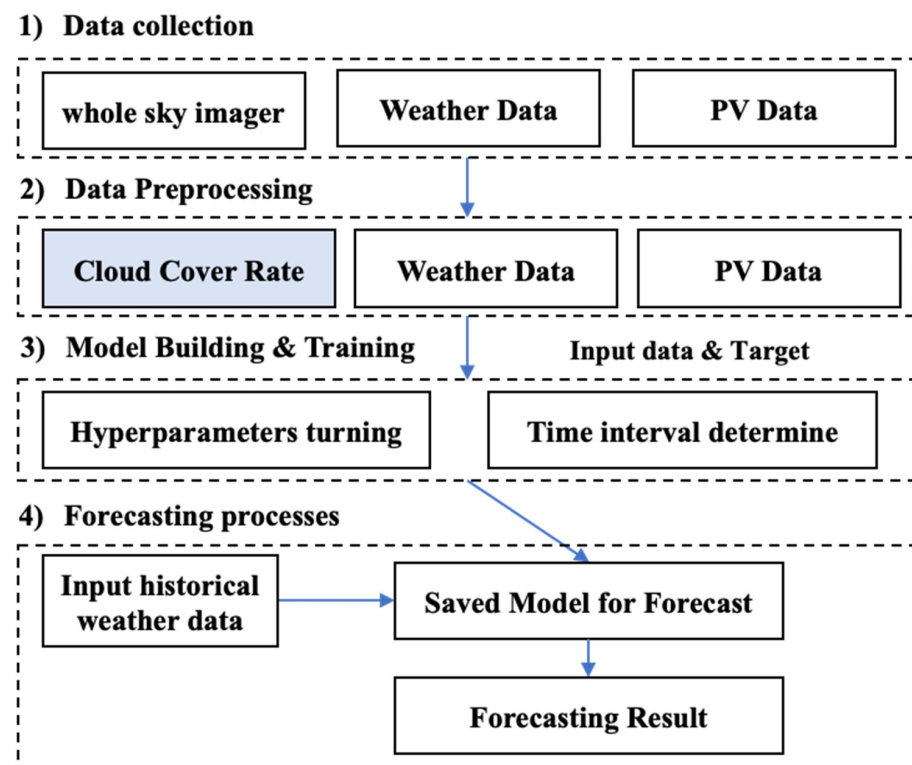 1) Data collection
whole sky imager
Weather Data
PV Data
2) Data Preprocessing
Cloud Cover Rate
Weather Data
PV Data
3) Model Building & Training
Input data & Target
Hyperparameters turning
Time interval determine
4) Forecasting processes
Input historical
weather data
Saved Model for Forecast
Forecasting Result